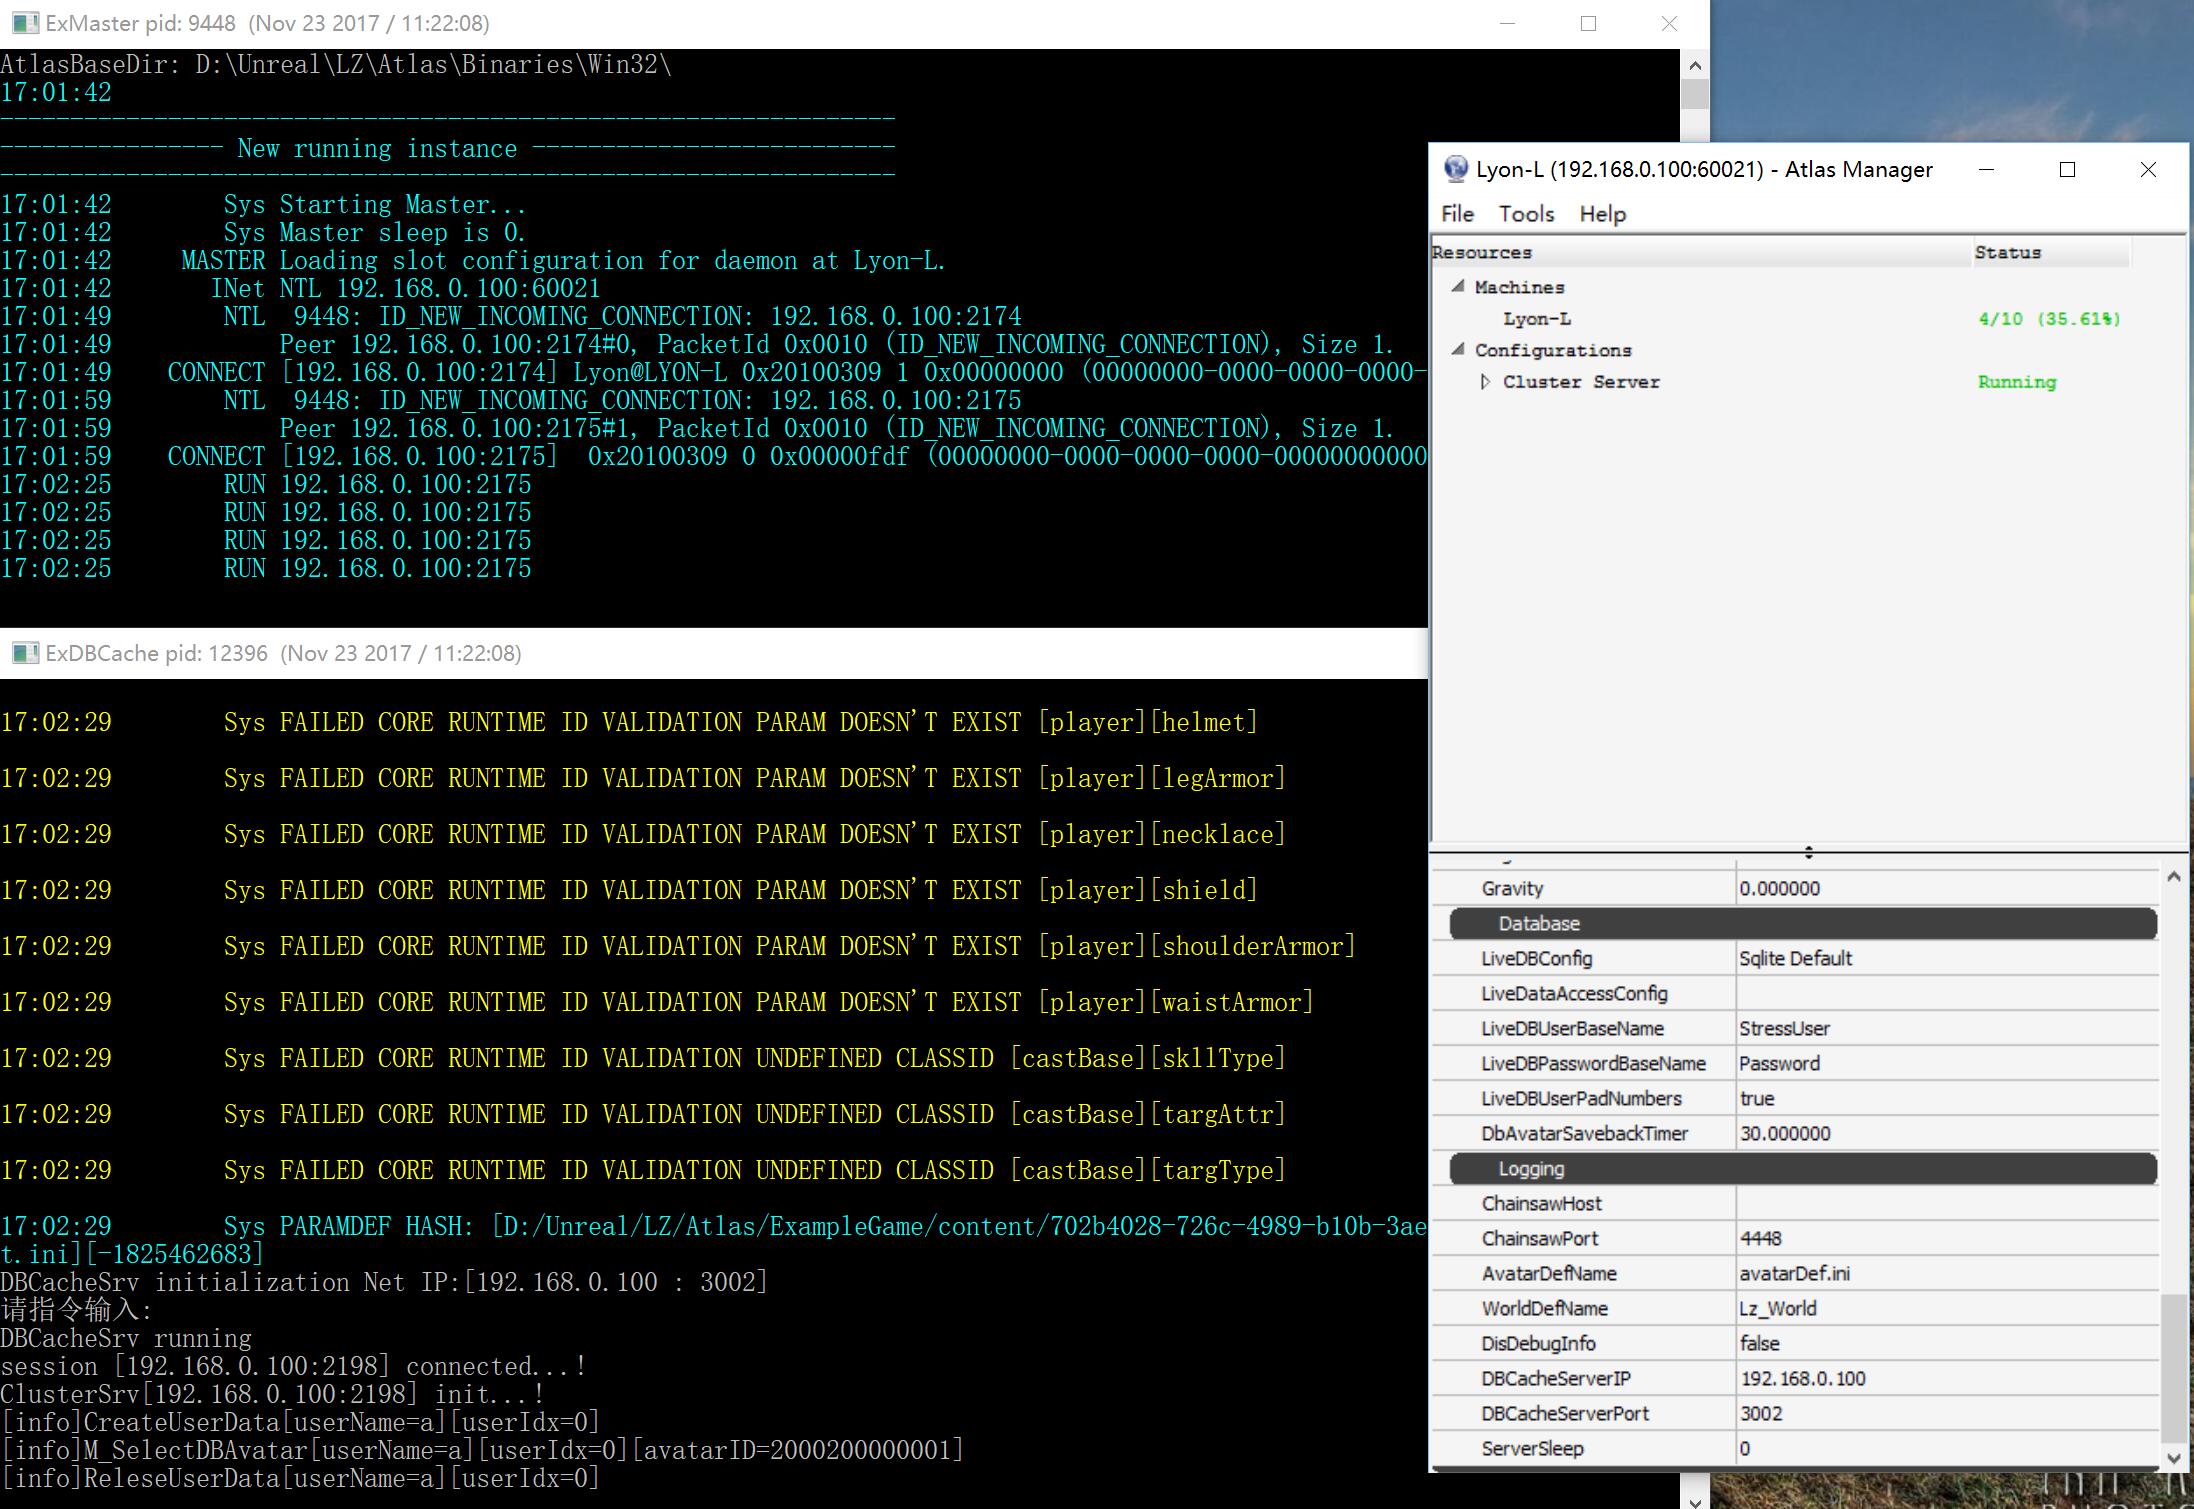 ExMaster pid: 9448 (Nov 23 2017 / 11:22:08)
AtlasBaseDir: D:\Unreal\LZ\Atlas\Binaries\Win32\
17:01:42
----------------------------------------------------------------
---------------- New running instance --------------------------
----------------------------------------------------------------
17:01:42 Sys Starting Master...
17:01:42 Sys Master sleep is 0.
17:01:42 MASTER Loading slot configuration for daemon at Lyon-L.
17:01:42 INet NTL 192.168.0.100:60021
17:01:49 NTL 9448: ID_NEW_INCOMING_CONNECTION: 192.168.0.100:2174
17:01:49 Peer 192.168.0.100:2174#0, PacketId 0x0010 (ID_NEW_INCOMING_CONNECTION), Size 1.
17:01:49 CONNECT [192.168.0.100:2174] Lyon@LYON-L 0x20100309 1 0x00000000 (00000000-0000-0000-0000-
17:01:59 NTL 9448: ID_NEW_INCOMING_CONNECTION: 192.168.0.100:2175
17:01:59 Peer 192.168.0.100:2175#1, PacketId 0x0010 (ID_NEW_INCOMING_CONNECTION), Size 1.
17:01:59 CONNECT [192.168.0.100:2175] 0x20100309 0 0x00000fdf (00000000-0000-0000-0000-00000000000
17:02:25 RUN 192.168.0.100:2175
17:02:25 RUN 192.168.0.100:2175
17:02:25 RUN 192.168.0.100:2175
17:02:25 RUN 192.168.0.100:2175
ExDBCache pid: 12396 (Nov 23 2017 / 11:22:08)
17:02:29 Sys FAILED CORE RUNTIME ID VALIDATION PARAM DOESN'T EXIST [player][helmet]
17:02:29 Sys FAILED CORE RUNTIME ID VALIDATION PARAM DOESN'T EXIST [player][legArmor]
17:02:29 Sys FAILED CORE RUNTIME ID VALIDATION PARAM DOESN'T EXIST [player][necklace]
17:02:29 Sys FAILED CORE RUNTIME ID VALIDATION PARAM DOESN'T EXIST [player][shield]
17:02:29 Sys FAILED CORE RUNTIME ID VALIDATION PARAM DOESN'T EXIST [player][shoulderArmor]
17:02:29 Sys FAILED CORE RUNTIME ID VALIDATION PARAM DOESN'T EXIST [player][waistArmor]
17:02:29 Sys FAILED CORE RUNTIME ID VALIDATION UNDEFINED CLASSID [castBase][skllType]
17:02:29 Sys FAILED CORE RUNTIME ID VALIDATION UNDEFINED CLASSID [castBase][targAttr]
17:02:29 Sys FAILED CORE RUNTIME ID VALIDATION UNDEFINED CLASSID [castBase][targType]
17:02:29 Sys PARAMDEF HASH: [D:/Unreal/LZ/Atlas/ExampleGame/content/702b4028-726c-4989-b10b-3ae
t.ini][-1825462683]
DBCacheSrv initialization Net IP:[192.168.0.100 : 3002]
请指令输入:
DBCacheSrv running
session [192.168.0.100:2198] connected...!
ClusterSrv[192.168.0.100:2198] init...!
[info]CreateUserData[userName=a][userIdx=0]
[info]M_SelectDBAvatar[userName=a][userIdx=0][avatarID=2000200000001]
[info]ReleseUserData[userName=a][userIdx=0]
Lyon-L (192.168.0.100:60021) - Atlas Manager
File Tools Help
Resources Status
Machines
Lyon-L 4/10 (35.61%)
Configurations
Cluster Server Running
Gravity 0.000000
Database
LiveDBConfig Sqlite Default
LiveDataAccessConfig
LiveDBUserBaseName StressUser
LiveDBPasswordBaseName Password
LiveDBUserPadNumbers true
DbAvatarSavebackTimer 30.000000
Logging
ChainsawHost
ChainsawPort 4448
AvatarDefName avatarDef.ini
WorldDefName Lz_World
DisDebugInfo false
DBCacheServerIP 192.168.0.100
DBCacheServerPort 3002
ServerSleep 0